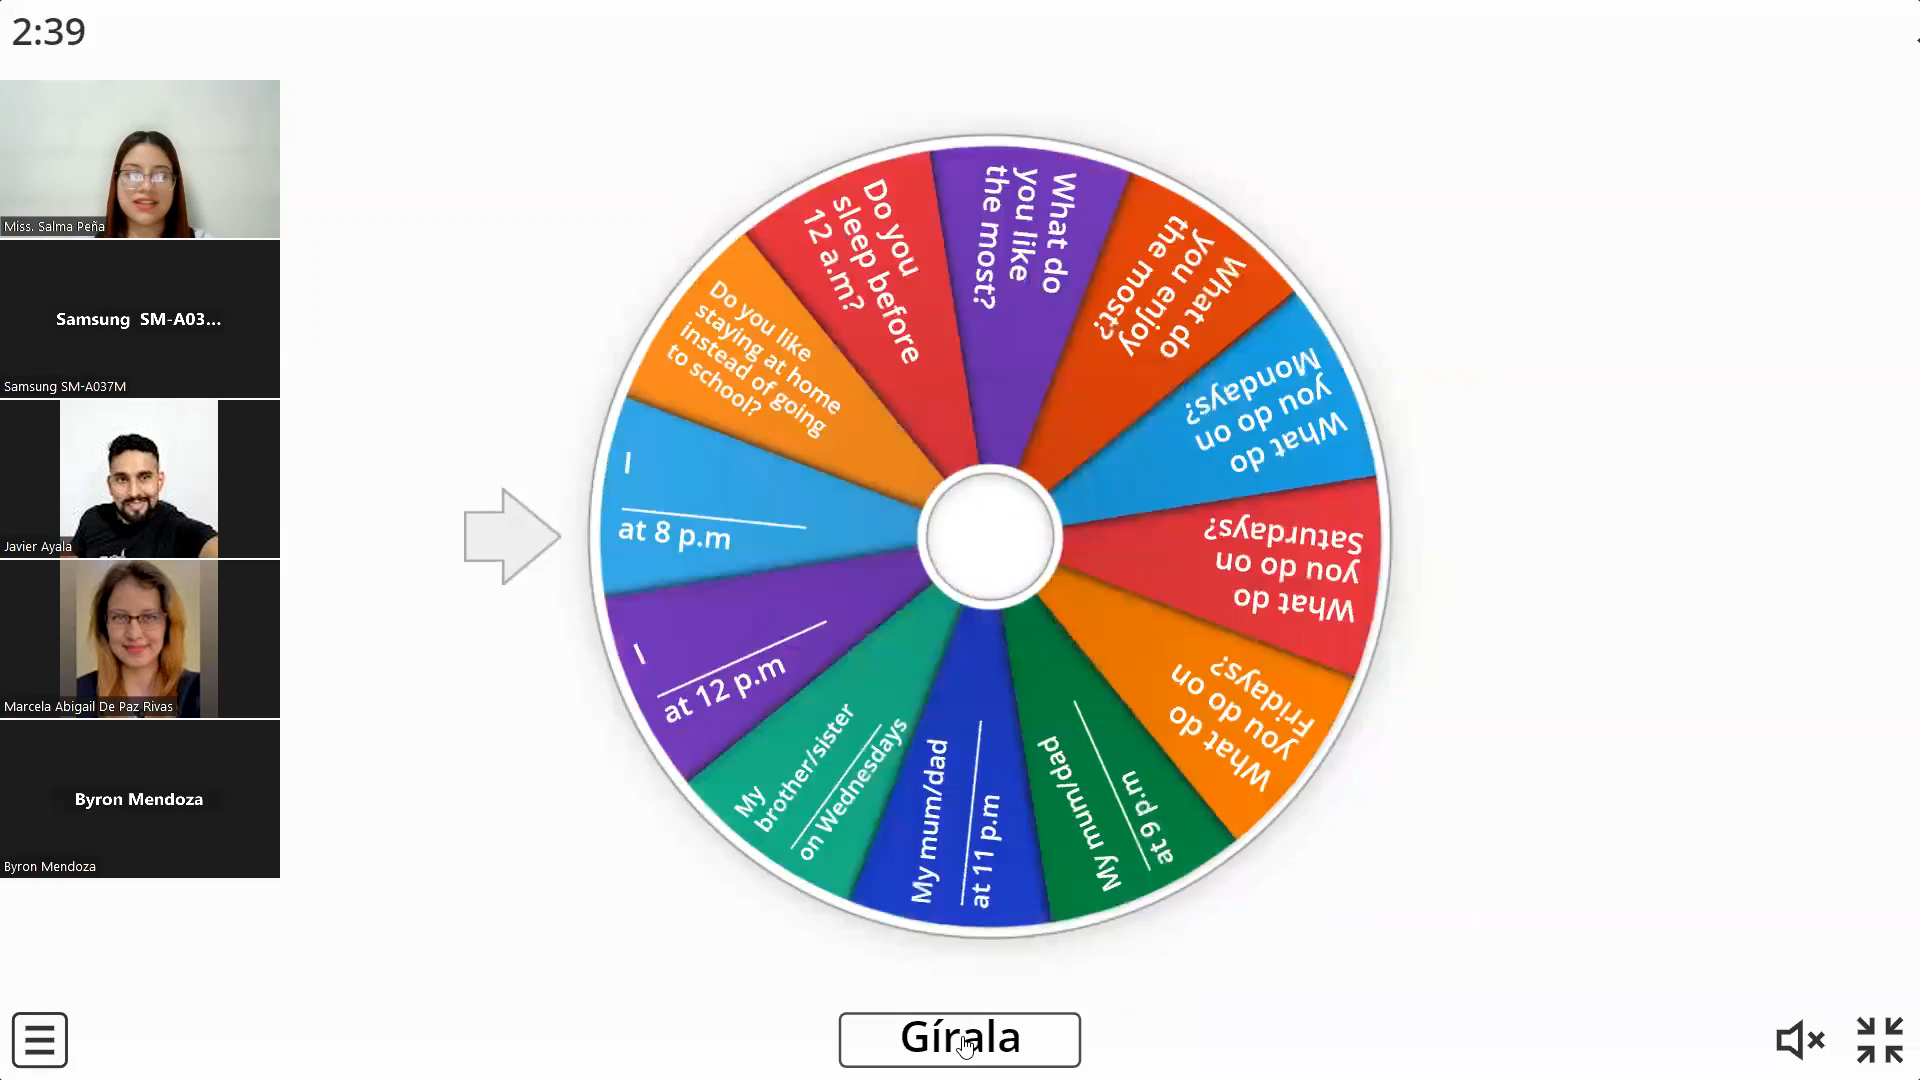 2:39
Miss. Salma Peña
Samsung SM-A03...
Samsung SM-A037M
Javier Ayala
Marcela Abigail De Paz Rivas
Byron Mendoza
Byron Mendoza
What do
you like
the most?
What do
you enjoy
the most?
What do
you do on
Mondays?
What do
you do on
Saturdays?
What do
you do on
Fridays?
My mum/dad
at 9 p.m
My mum/dad
at 11 p.m
My
brother/sister
on Wednesdays
I
at 12 p.m
I
at 8 p.m
Do you like
staying at home
instead of going
to school?
Do you
sleep before
12 a.m?
Gírala